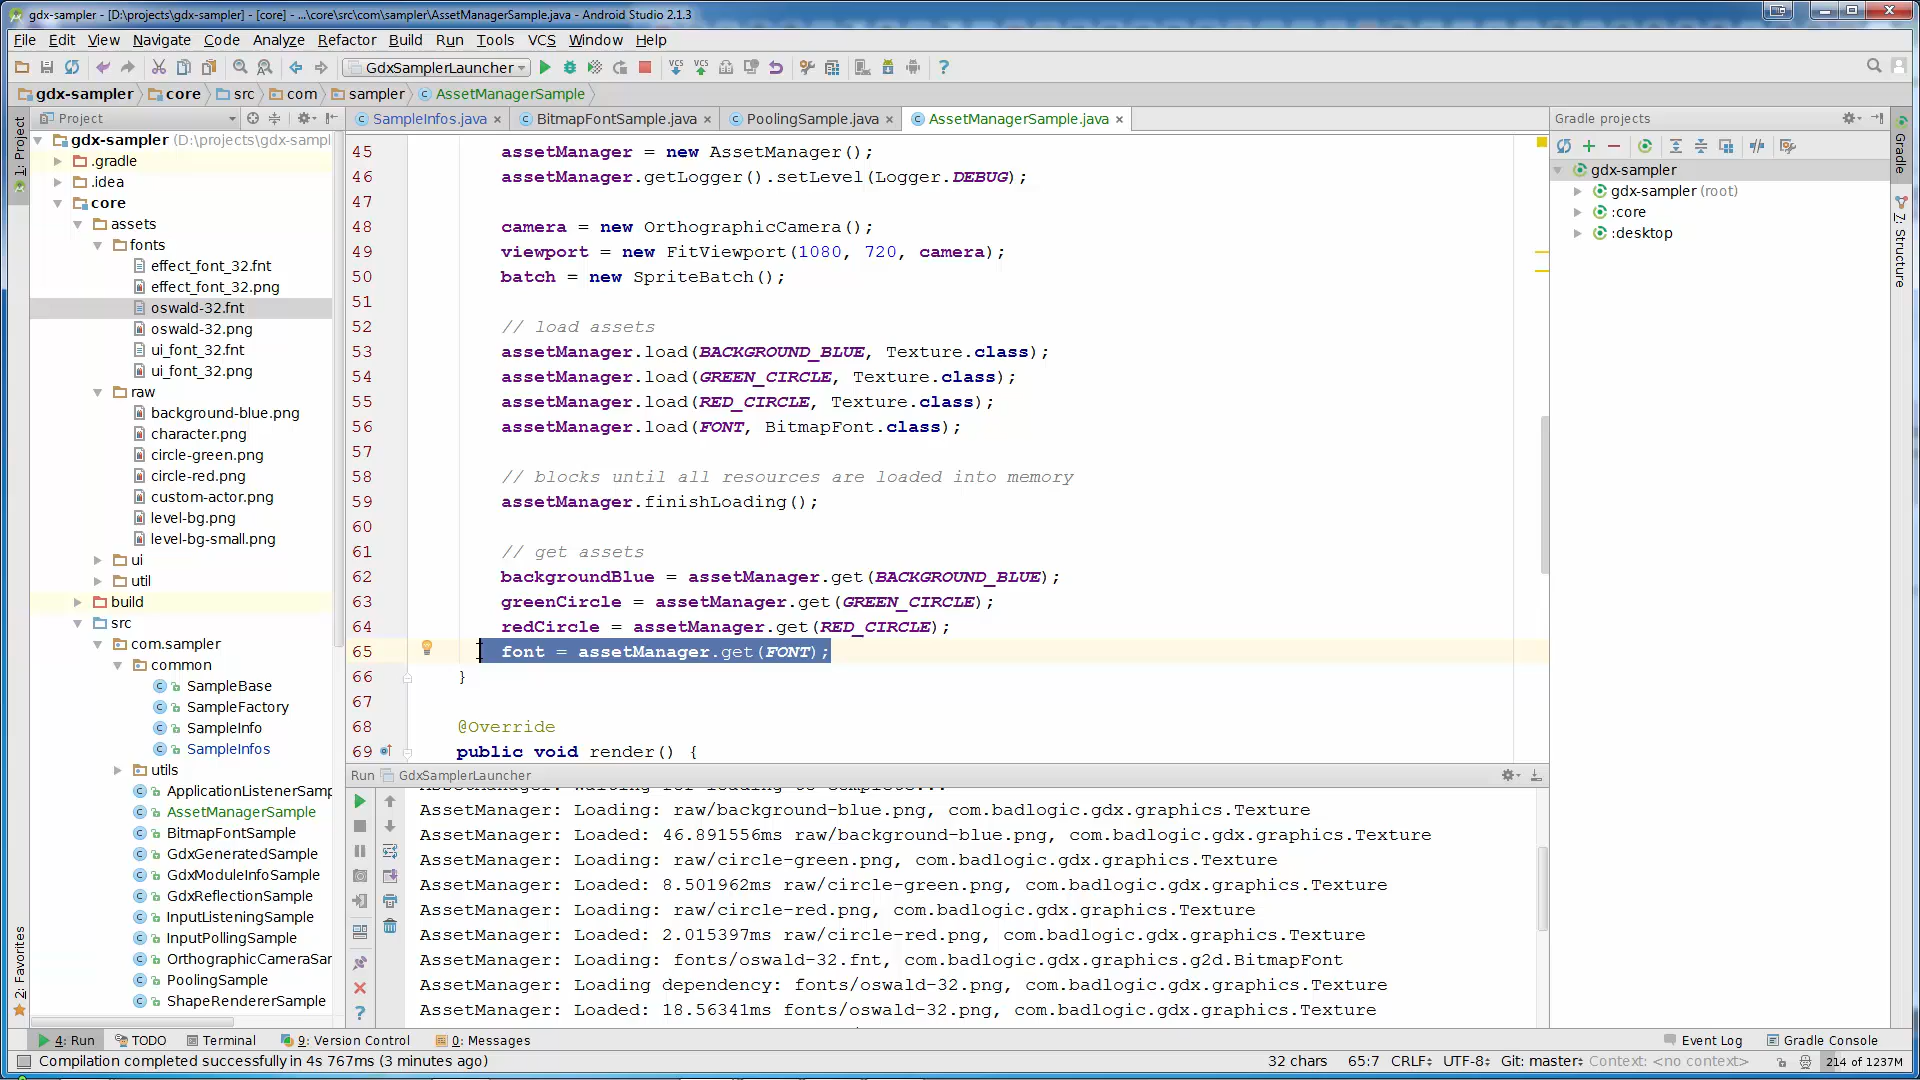 gdx-sampler - [D:\projects\gdx-sampler] - [core] - ...\core\src\com\sampler\AssetManagerSample.java - Android Studio 2.1.3
File Edit View Navigate Code Analyze Refactor Build Run Tools VCS Window Help
GdxSamplerLauncher
gdx-sampler core src com sampler AssetManagerSample
1: Project
2: Favorites
Project
gdx-sampler (D:\projects\gdx-sampl
.gradle
.idea
core
assets
fonts
effect_font_32.fnt
effect_font_32.png
oswald-32.fnt
oswald-32.png
ui_font_32.fnt
ui_font_32.png
raw
background-blue.png
character.png
circle-green.png
circle-red.png
custom-actor.png
level-bg.png
level-bg-small.png
ui
util
build
src
com.sampler
common
SampleBase
SampleFactory
SampleInfo
SampleInfos
utils
ApplicationListenerSamp
AssetManagerSample
BitmapFontSample
GdxGeneratedSample
GdxModuleInfoSample
GdxReflectionSample
InputListeningSample
InputPollingSample
OrthographicCameraSar
PoolingSample
ShapeRendererSample
SampleInfos.java BitmapFontSample.java PoolingSample.java AssetManagerSample.java
45 assetManager = new AssetManager();
46 assetManager.getLogger().setLevel(Logger.DEBUG);
47
48 camera = new OrthographicCamera();
49 viewport = new FitViewport(1080, 720, camera);
50 batch = new SpriteBatch();
51
52 // load assets
53 assetManager.load(BACKGROUND_BLUE, Texture.class);
54 assetManager.load(GREEN_CIRCLE, Texture.class);
55 assetManager.load(RED_CIRCLE, Texture.class);
56 assetManager.load(FONT, BitmapFont.class);
57
58 // blocks until all resources are loaded into memory
59 assetManager.finishLoading();
60
61 // get assets
62 backgroundBlue = assetManager.get(BACKGROUND_BLUE);
63 greenCircle = assetManager.get(GREEN_CIRCLE);
64 redCircle = assetManager.get(RED_CIRCLE);
65 font = assetManager.get(FONT);
66 }
67
68 @Override
69 public void render() {
Run GdxSamplerLauncher
AssetManager: Waiting for loading to complete...
AssetManager: Loading: raw/background-blue.png, com.badlogic.gdx.graphics.Texture
AssetManager: Loaded: 46.891556ms raw/background-blue.png, com.badlogic.gdx.graphics.Texture
AssetManager: Loading: raw/circle-green.png, com.badlogic.gdx.graphics.Texture
AssetManager: Loaded: 8.501962ms raw/circle-green.png, com.badlogic.gdx.graphics.Texture
AssetManager: Loading: raw/circle-red.png, com.badlogic.gdx.graphics.Texture
AssetManager: Loaded: 2.015397ms raw/circle-red.png, com.badlogic.gdx.graphics.Texture
AssetManager: Loading: fonts/oswald-32.fnt, com.badlogic.gdx.graphics.g2d.BitmapFont
AssetManager: Loading dependency: fonts/oswald-32.png, com.badlogic.gdx.graphics.Texture
AssetManager: Loaded: 18.56341ms fonts/oswald-32.png, com.badlogic.gdx.graphics.Texture
Gradle projects
gdx-sampler
gdx-sampler (root)
:core
:desktop
Gradle
7: Structure
4: Run TODO Terminal 9: Version Control 0: Messages Event Log Gradle Console
Compilation completed successfully in 4s 767ms (3 minutes ago) 32 chars 65:7 CRLF UTF-8 Git: master Context: <no context> 214 of 1237M